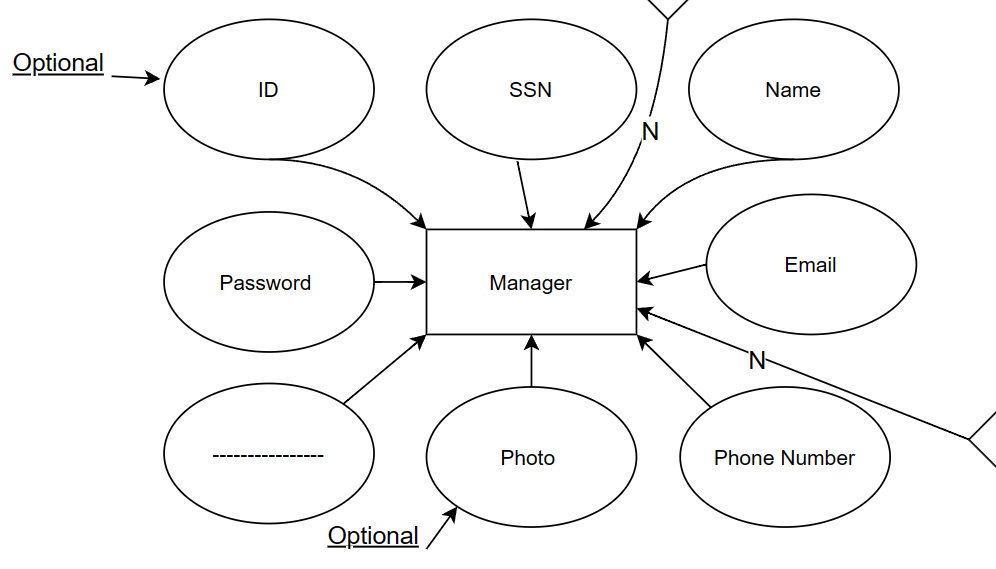 Optional
ID
SSN
Name
N
Password
Manager
Email
N
----------------
Photo
Phone Number
Optional